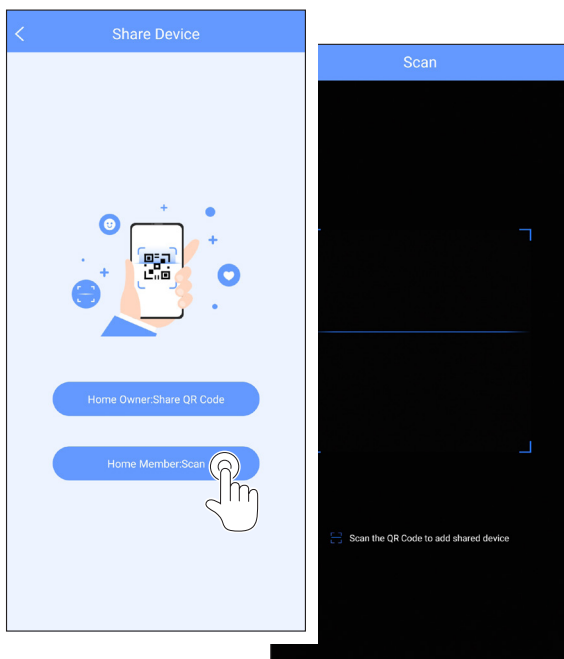 Share Device
Home Owner:Share QR Code
Home Member:Scan
Scan
Scan the QR Code to add shared device